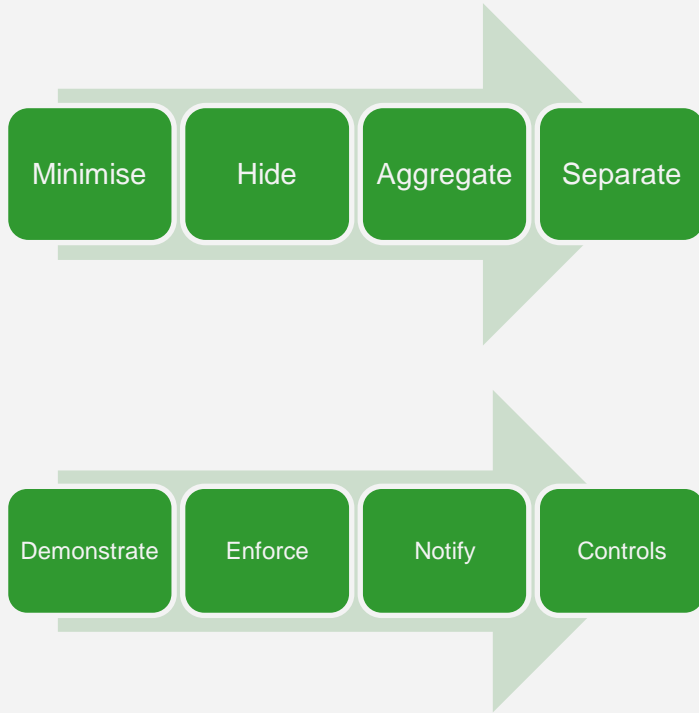 Minimise
Hide
Aggregate
Separate
Demonstrate
Enforce
Notify
Controls